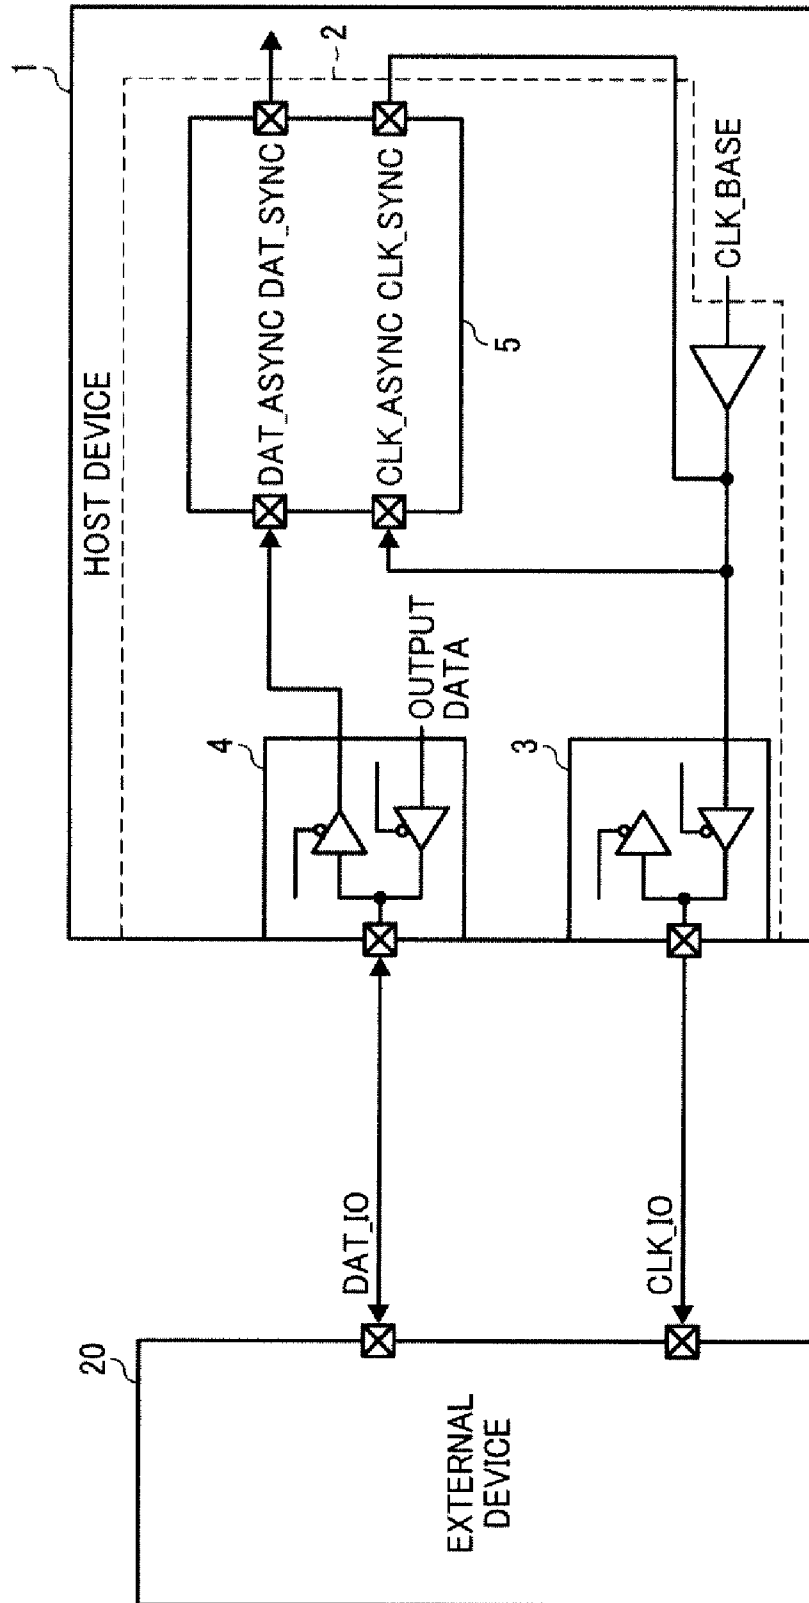 1
HOST DEVICE
2
4
DAT_ASYNC DAT_SYNC
20
DAT_IO
OUTPUT
DATA
CLK_ASYNC CLK_SYNC
EXTERNAL
DEVICE
5
3
CLK_IO
CLK_BASE